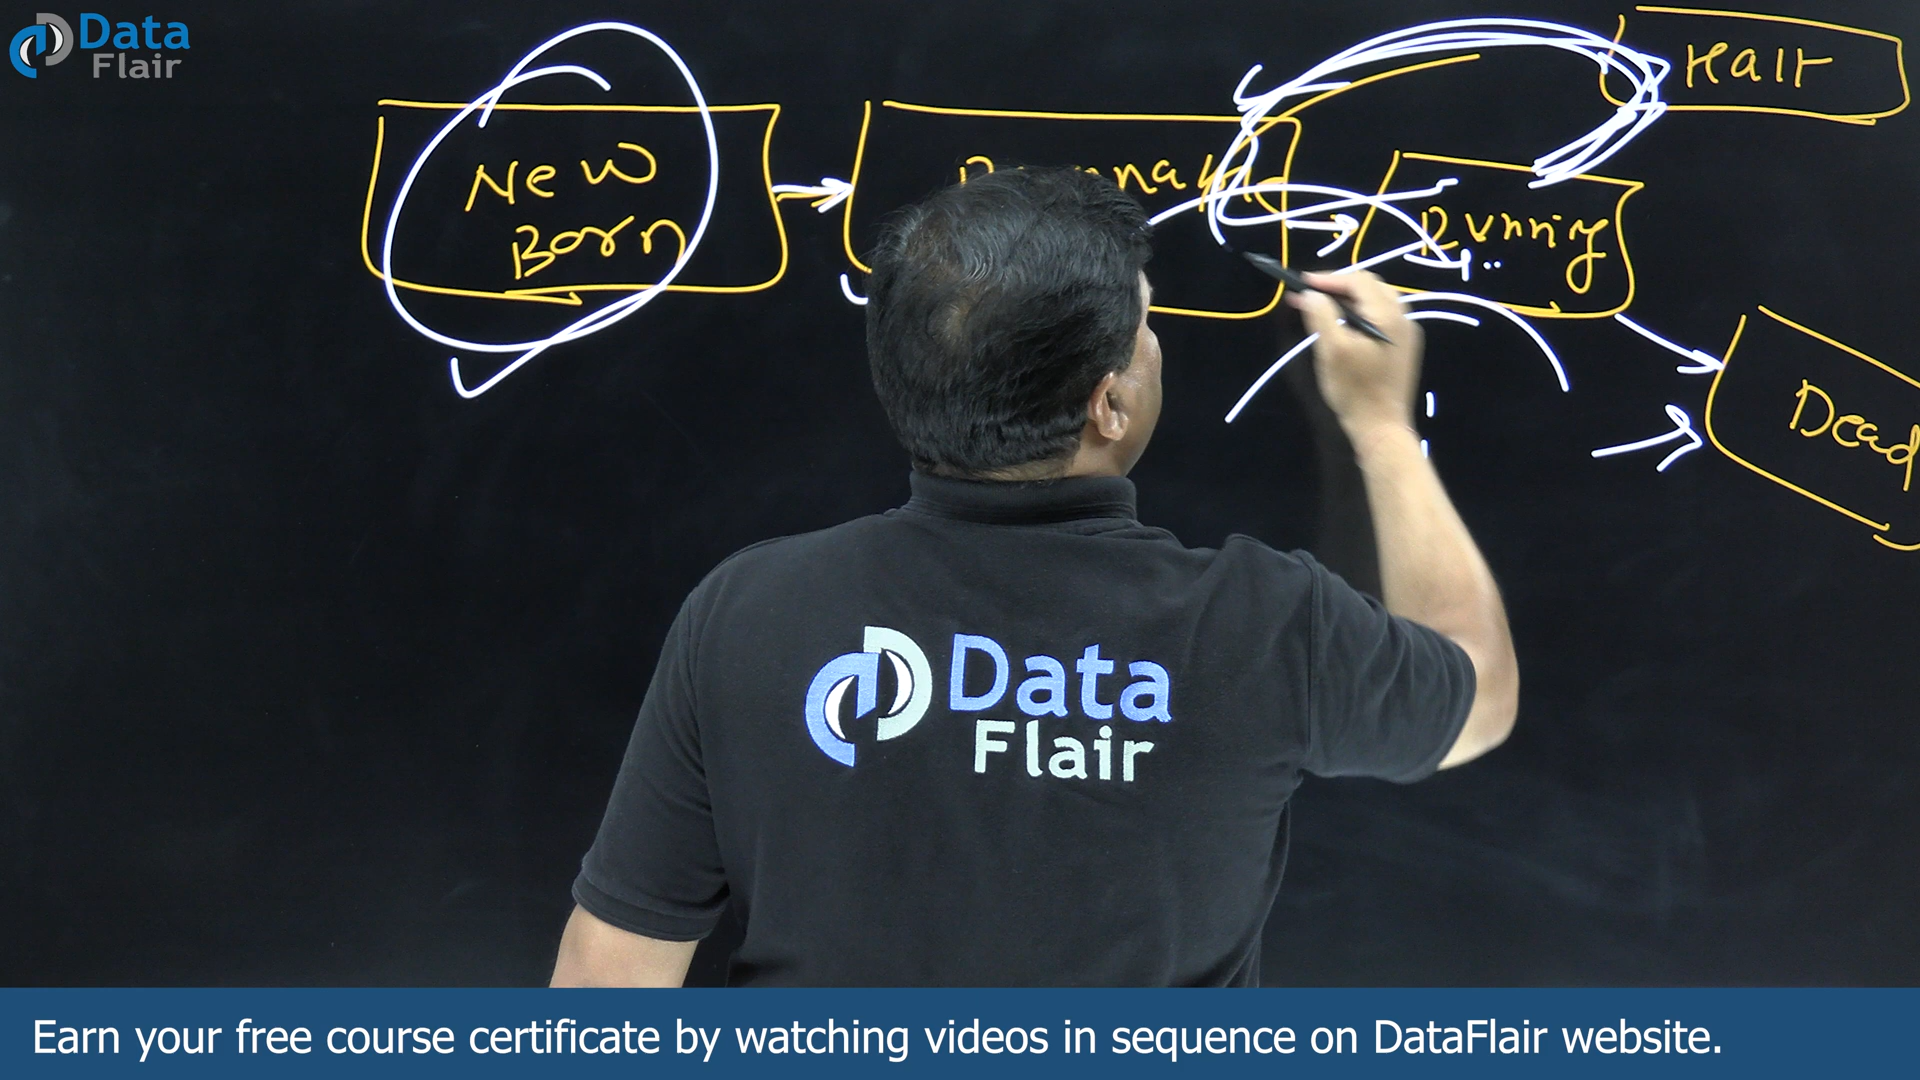 Data
Flair
New
Born
Halt
Running
Dead
Data
Flair
Earn your free course certificate by watching videos in sequence on DataFlair website.